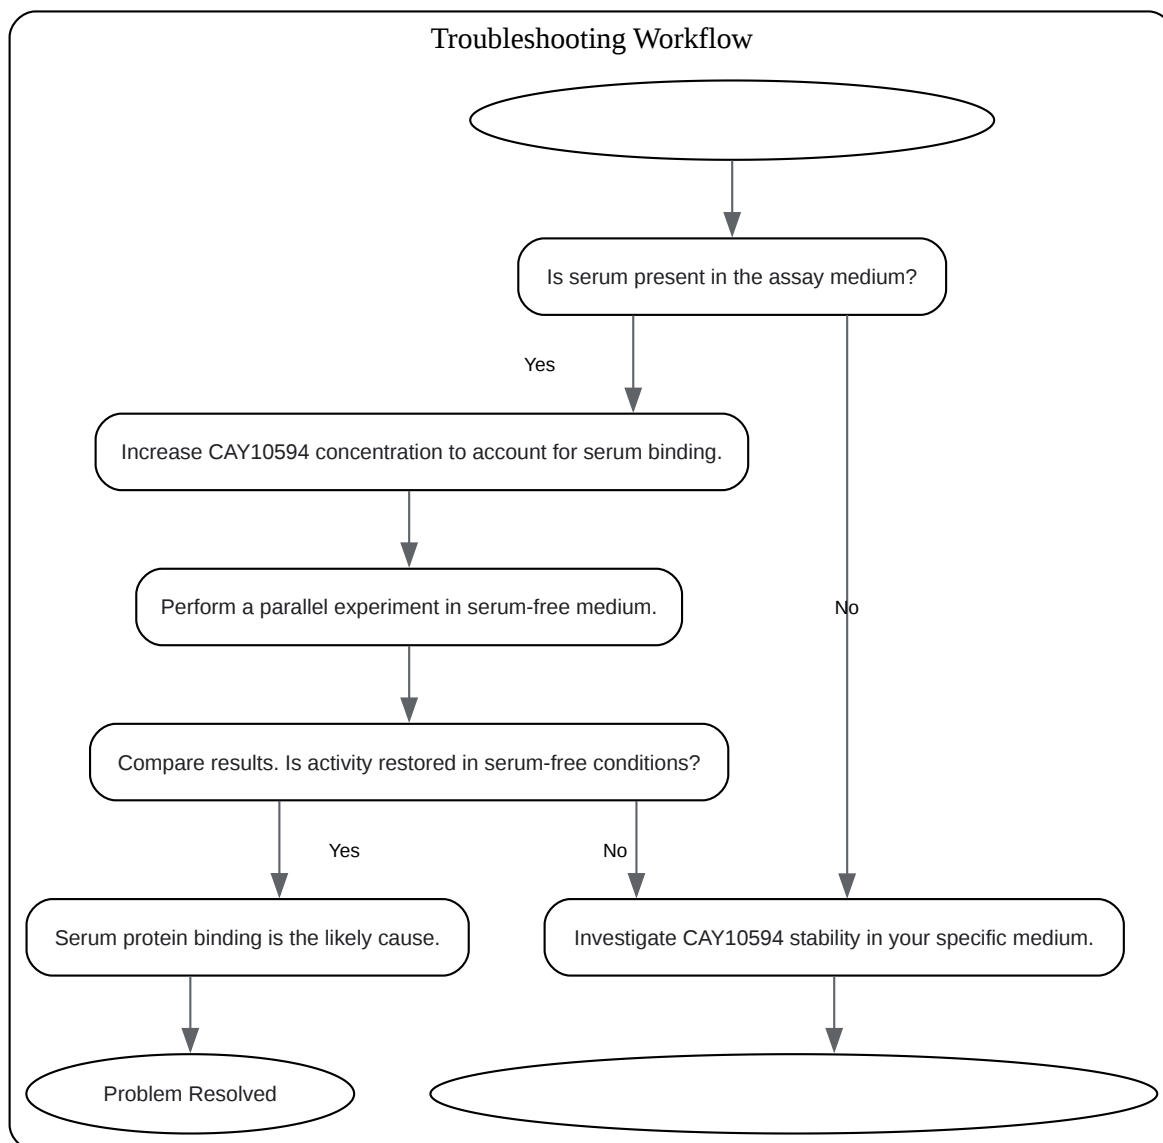 Troubleshooting Workflow
Is serum present in the assay medium?
Yes
Increase CAY10594 concentration to account for serum binding.
Perform a parallel experiment in serum-free medium.
No
Compare results. Is activity restored in serum-free conditions?
Yes
No
Serum protein binding is the likely cause.
Investigate CAY10594 stability in your specific medium.
Problem Resolved